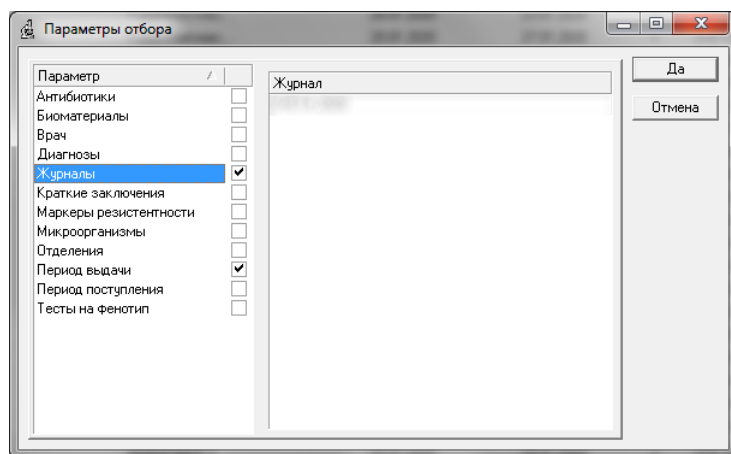 Параметры отбора
Параметр
Антибиотики
Биоматериалы
Врач
Диагнозы
Журналы
Краткие заключения
Маркеры резистентности
Микроорганизмы
Отделения
Период выдачи
Период поступления
Тесты на фенотип
Журнал
Да
Отмена